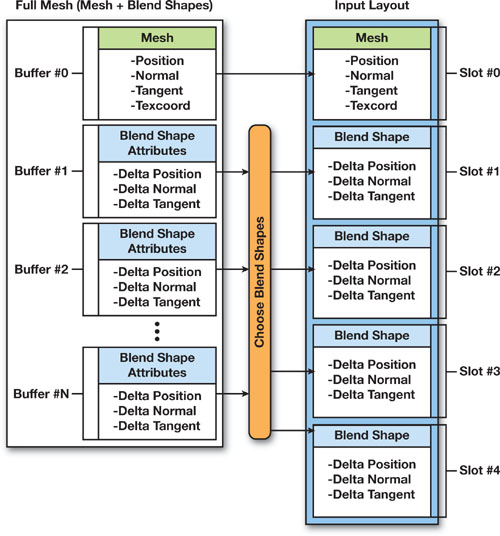 Full Mesh (Mesh + Blend Shapes)
Input Layout
Buffer #0
Mesh
-Position
-Normal
-Tangent
-Texcoord
Mesh
-Position
-Normal
-Tangent
-Texcord
Slot #0
Buffer #1
Blend Shape
Attributes
-Delta Position
-Delta Normal
-Delta Tangent
Blend Shape
-Delta Position
-Delta Normal
-Delta Tangent
Slot #1
Buffer #2
Blend Shape
Attributes
-Delta Position
-Delta Normal
-Delta Tangent
Choose Blend Shapes
Blend Shape
-Delta Position
-Delta Normal
-Delta Tangent
Slot #2
Buffer #N
Blend Shape
Attributes
-Delta Position
-Delta Normal
-Delta Tangent
Blend Shape
-Delta Position
-Delta Normal
-Delta Tangent
Slot #3
Blend Shape
-Delta Position
-Delta Normal
-Delta Tangent
Slot #4